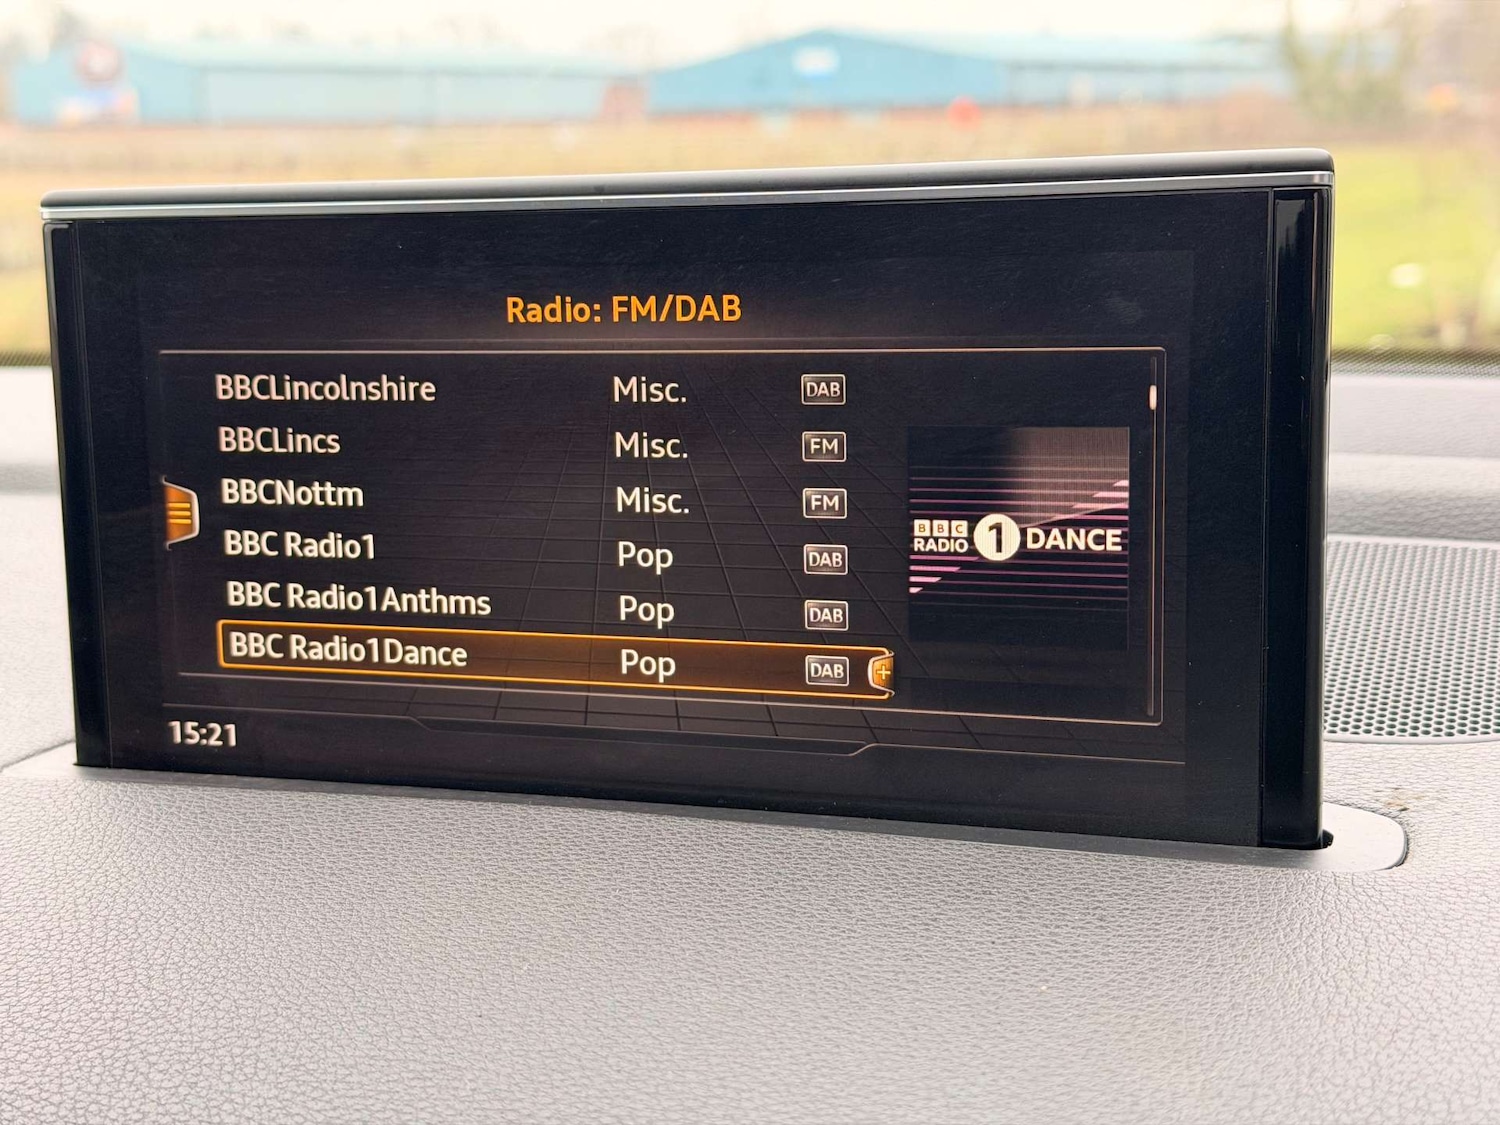 Radio: FM/DAB
BBCLincolnshire Misc. DAB
BBCLincs Misc. FM
BBCNottm Misc. FM
BBC Radio1 Pop DAB
BBC Radio1Anthms Pop DAB
BBC Radio1Dance Pop DAB
BBC
RADIO 1 DANCE
15:21